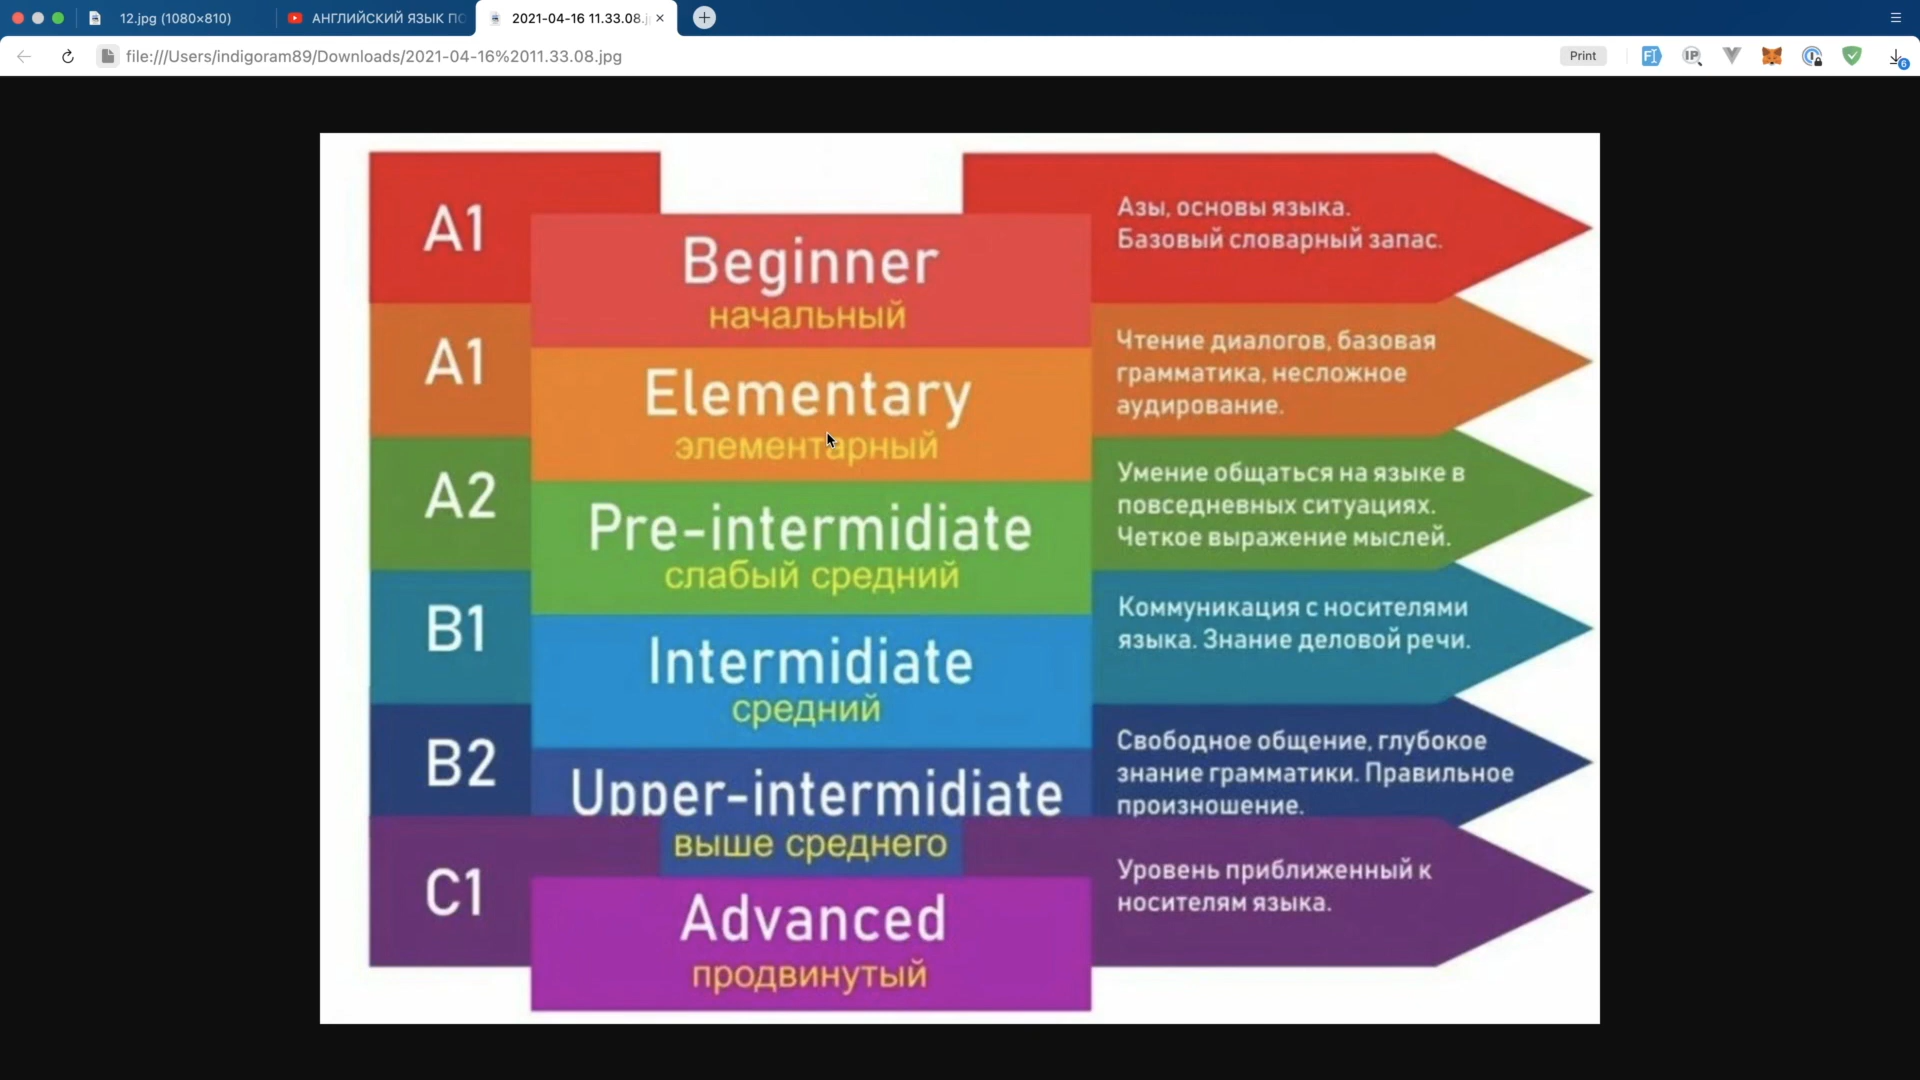 12.jpg (1080×810)
АНГЛИЙСКИЙ ЯЗЫК ПО
2021-04-16 11.33.08.j
file:///Users/indigoram89/Downloads/2021-04-16%2011.33.08.jpg
Print
6
A1
Beginner
начальный
Азы, основы языка.
Базовый словарный запас.
A1
Elementary
элементарный
Чтение диалогов, базовая
грамматика, несложное
аудирование.
A2
Pre-intermidiate
слабый средний
Умение общаться на языке в
повседневных ситуациях.
Четкое выражение мыслей.
B1
Intermidiate
средний
Коммуникация с носителями
языка. Знание деловой речи.
B2
Upper-intermidiate
выше среднего
Свободное общение, глубокое
знание грамматики. Правильное
произношение.
C1
Advanced
продвинутый
Уровень приближенный к
носителям языка.